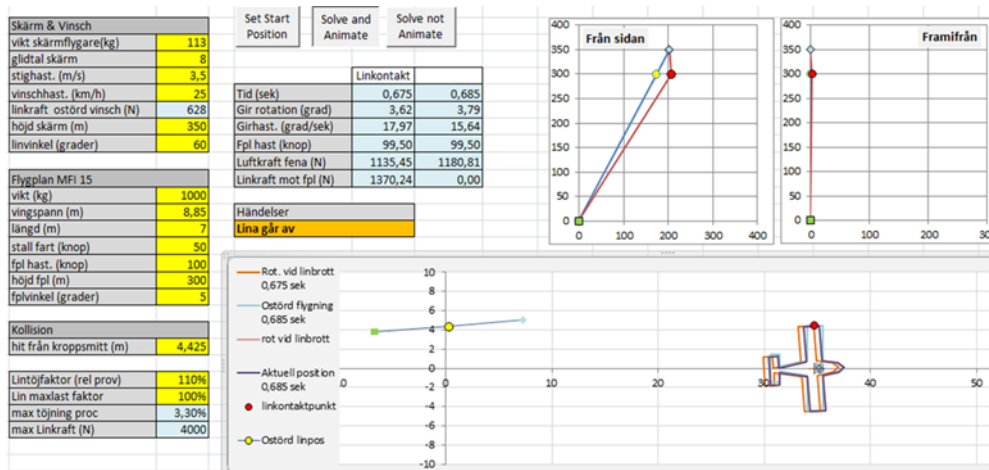 Skärm & Vinsch
vikt skärmflygare(kg) 113
glidtal skärm 8
stighast. (m/s) 3,5
vinschhast. (km/h) 25
linkraft ostörd vinsch (N) 628
höjd skärm (m) 350
linvinkel (grader) 60
Flygplan MFI 15
vikt (kg) 1000
vingspann (m) 8,85
längd (m) 7
stall fart (knop) 50
fpl hast. (knop) 100
höjd fpl (m) 300
fplvinkel (grader) 5
Kollision
hit från kroppsmitt (m) 4,425
Lintöjfaktor (rel prov) 110%
Lin maxlast faktor 100%
max töjning proc 3,30%
max Linkraft (N) 4000
Set Start
Position
Solve and
Animate
Solve not
Animate
Linkontakt
Tid (sek) 0,675 0,685
Gir rotation (grad) 3,62 3,79
Girhast. (grad/sek) 17,97 15,64
Fpl hast (knop) 99,50 99,50
Luftkraft fena (N) 1135,45 1180,81
Linkraft mot fpl (N) 1370,24 0,00
Händelser
Lina går av
Från sidan
400
350
300
250
200
150
100
50
0
0 100 200 300 400
Framifrån
400
350
300
250
200
150
100
50
0
0 100 200 300
Rot. vid linbrott
0,675 sek
Ostörd flygning
0,685 sek
rot vid linbrott
Aktuell position
0,685 sek
linkontaktpunkt
Ostörd linpos
10
8
6
4
2
0
-2
-4
-6
-8
-10
0 0 10 20 30 40 50